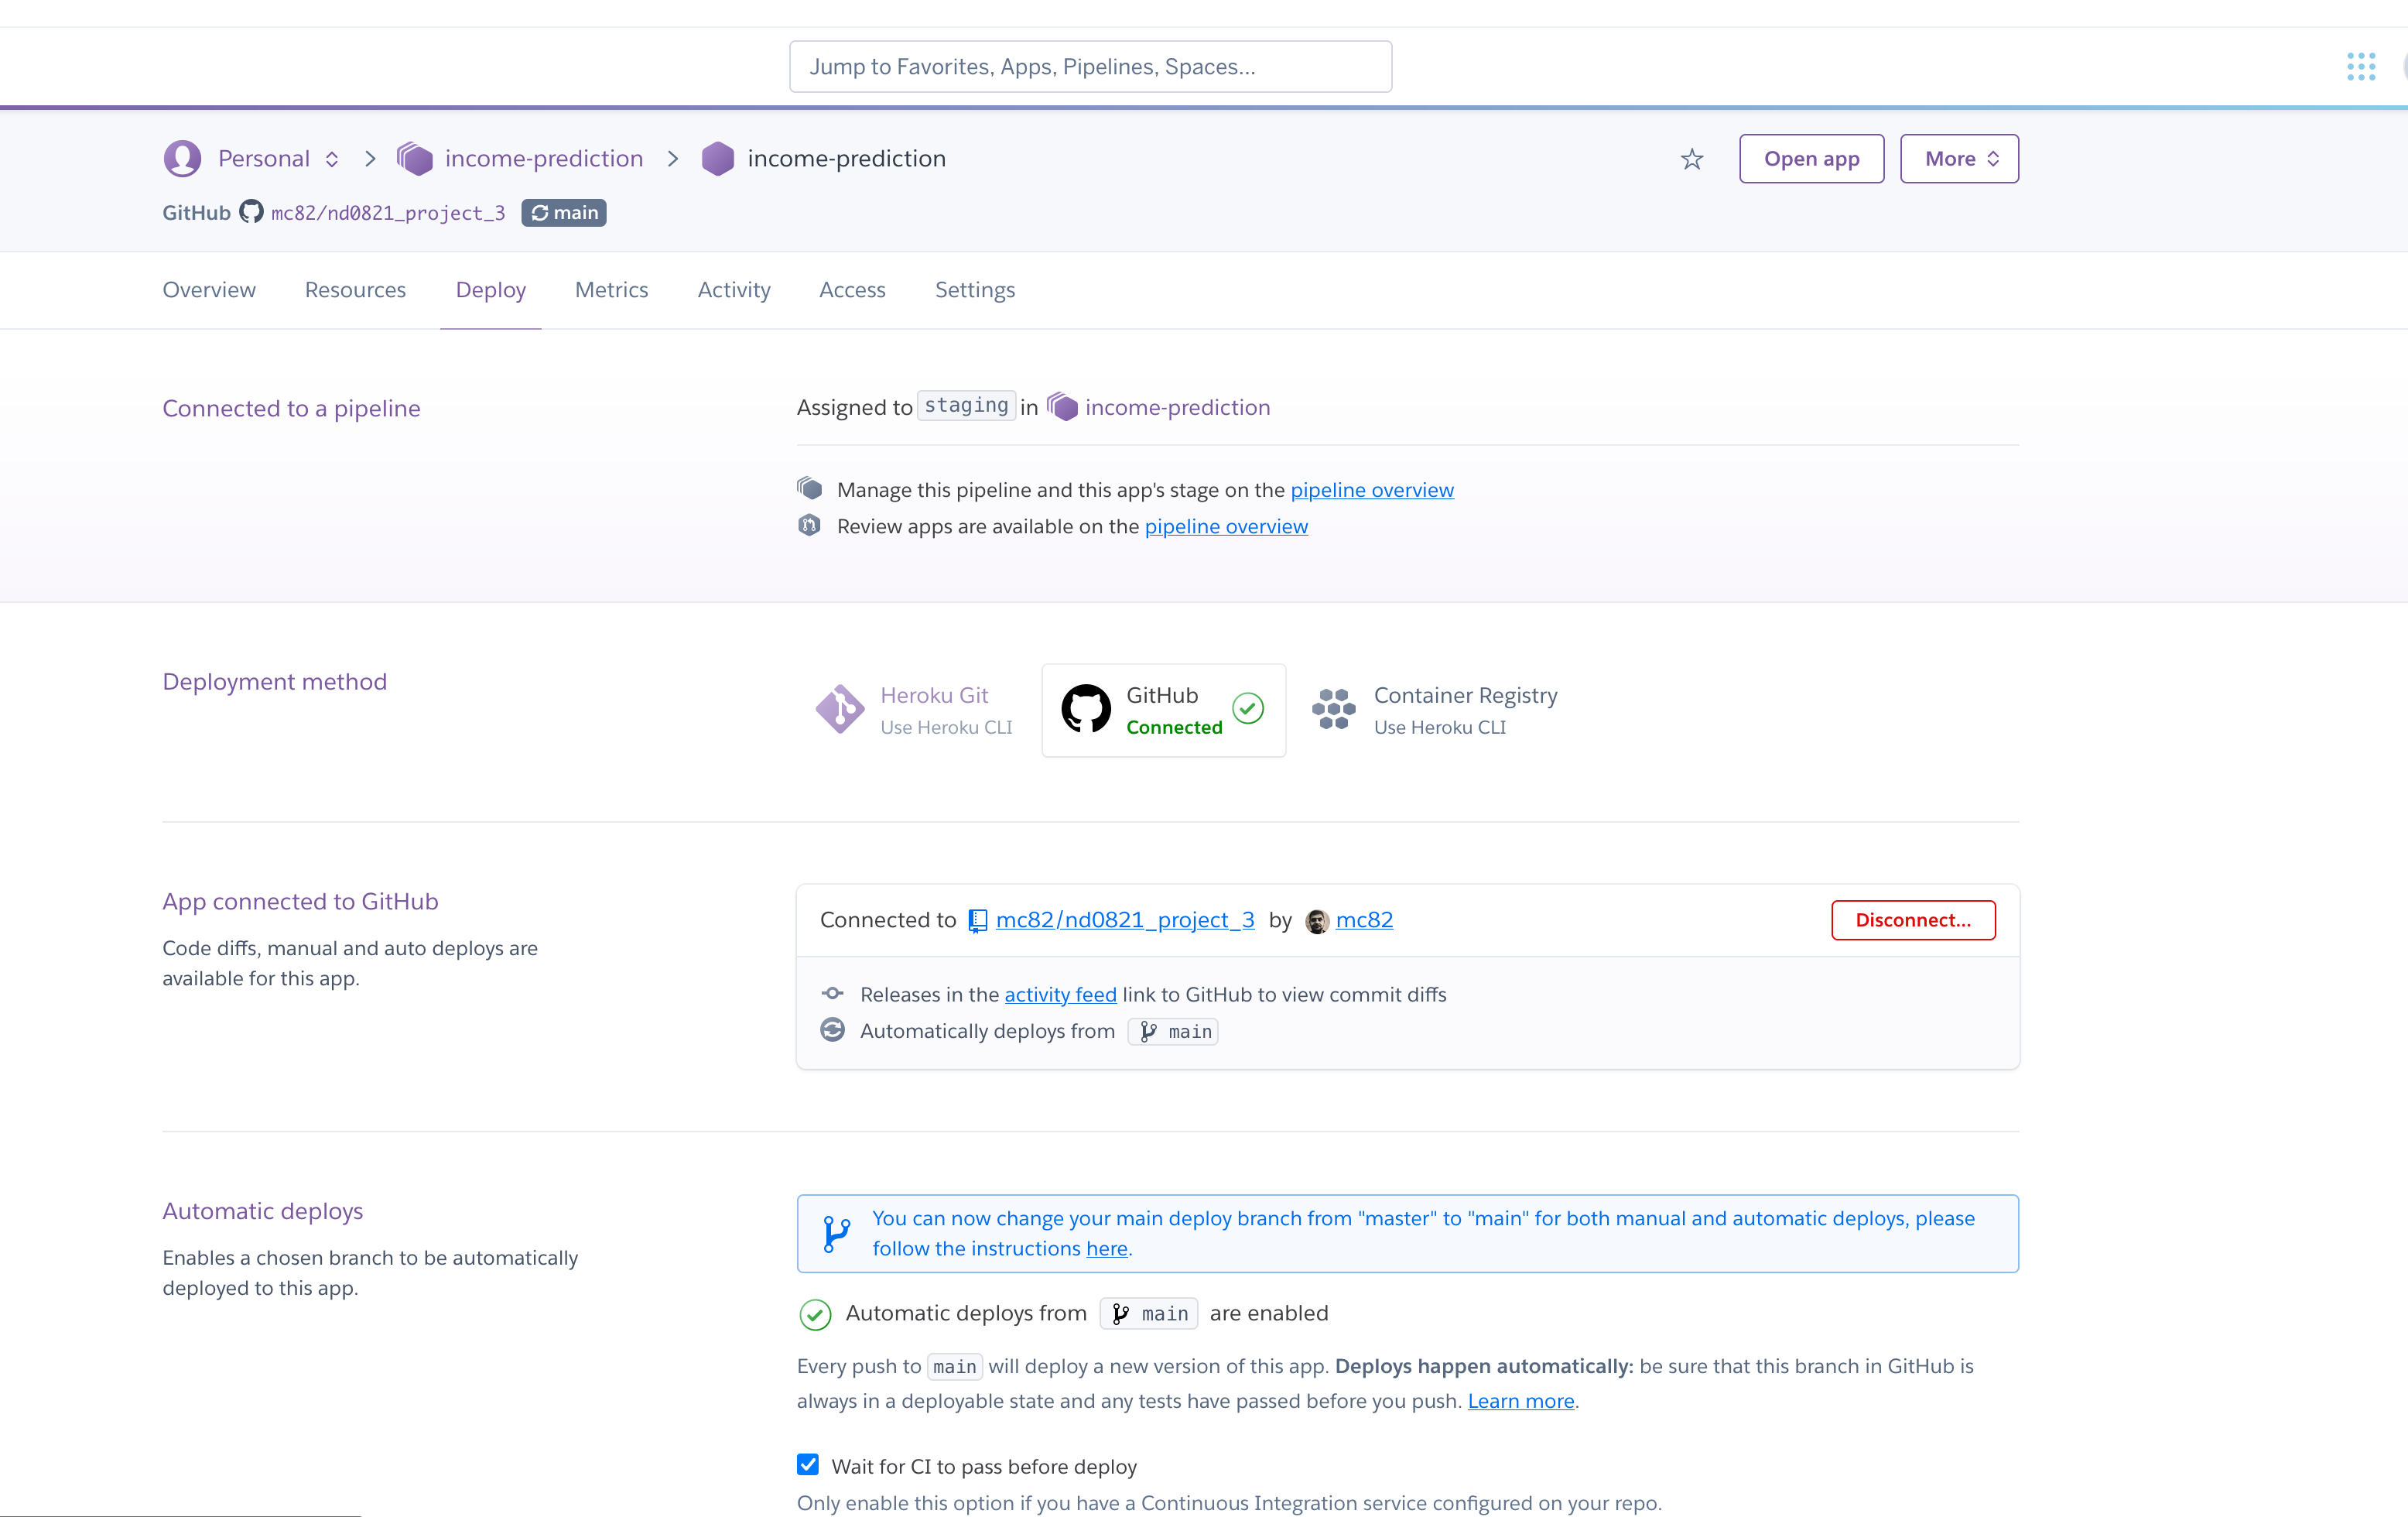 Jump to Favorites, Apps, Pipelines, Spaces...
Personal income-prediction income-prediction Open app More
GitHub mc82/nd0821_project_3 main
Overview Resources Deploy Metrics Activity Access Settings
Connected to a pipeline
Assigned to staging in income-prediction
Manage this pipeline and this app's stage on the pipeline overview
Review apps are available on the pipeline overview
Deployment method
Heroku Git
Use Heroku CLI
GitHub
Connected
Container Registry
Use Heroku CLI
App connected to GitHub
Code diffs, manual and auto deploys are
available for this app.
Connected to mc82/nd0821_project_3 by mc82 Disconnect...
Releases in the activity feed link to GitHub to view commit diffs
Automatically deploys from main
Automatic deploys
Enables a chosen branch to be automatically
deployed to this app.
You can now change your main deploy branch from "master" to "main" for both manual and automatic deploys, please
follow the instructions here.
Automatic deploys from main are enabled
Every push to main will deploy a new version of this app. Deploys happen automatically: be sure that this branch in GitHub is
always in a deployable state and any tests have passed before you push. Learn more.
Wait for CI to pass before deploy
Only enable this option if you have a Continuous Integration service configured on your repo.